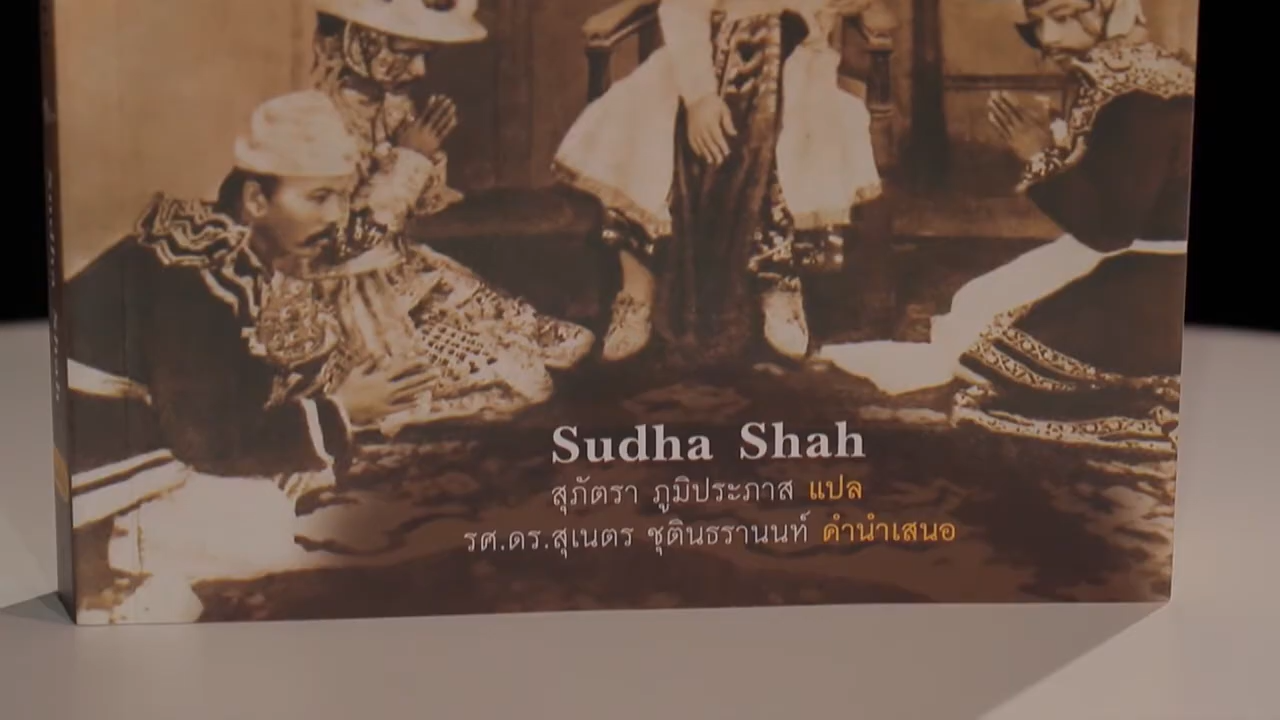 Sudha Shah
สุภัตรา ภูมิประภาส แปล
รศ.ดร.สุเนตร ชุตินธรานนท์ คำนำเสนอ